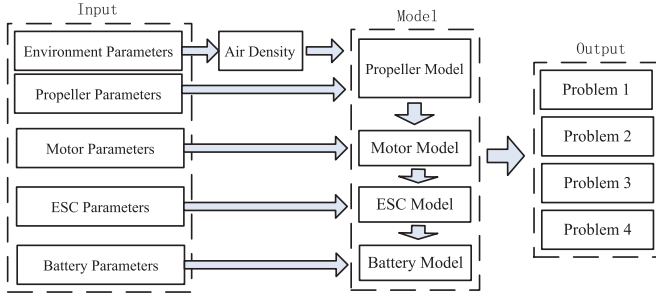 Input
Environment Parameters
Air Density
Propeller Parameters
Motor Parameters
ESC Parameters
Battery Parameters
Model
Propeller Model
Motor Model
ESC Model
Battery Model
Output
Problem 1
Problem 2
Problem 3
Problem 4